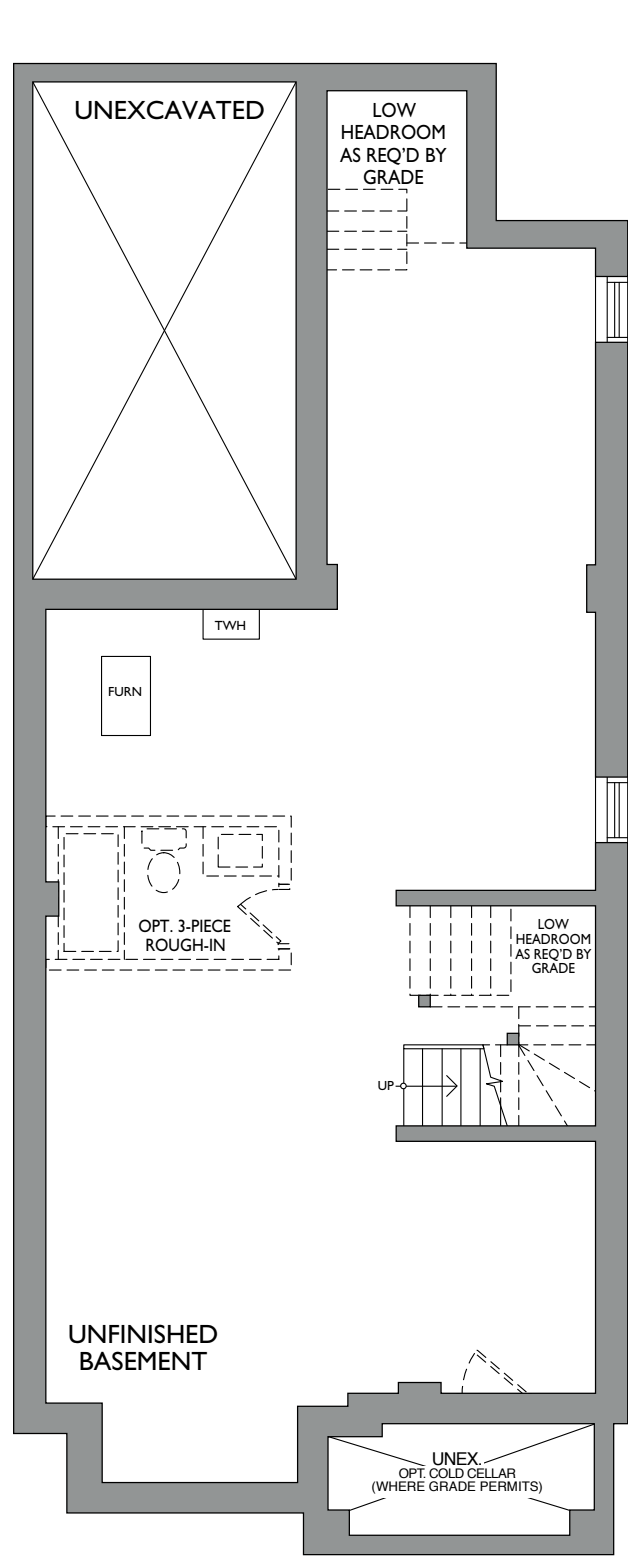 UNEXCAVATED
LOW
HEADROOM
AS REQ'D BY
GRADE
TWH
FURN
OPT. 3-PIECE
ROUGH-IN
LOW
HEADROOM
AS REQ'D BY
GRADE
UP
UNFINISHED
BASEMENT
UNEX.
OPT. COLD CELLAR
(WHERE GRADE PERMITS)